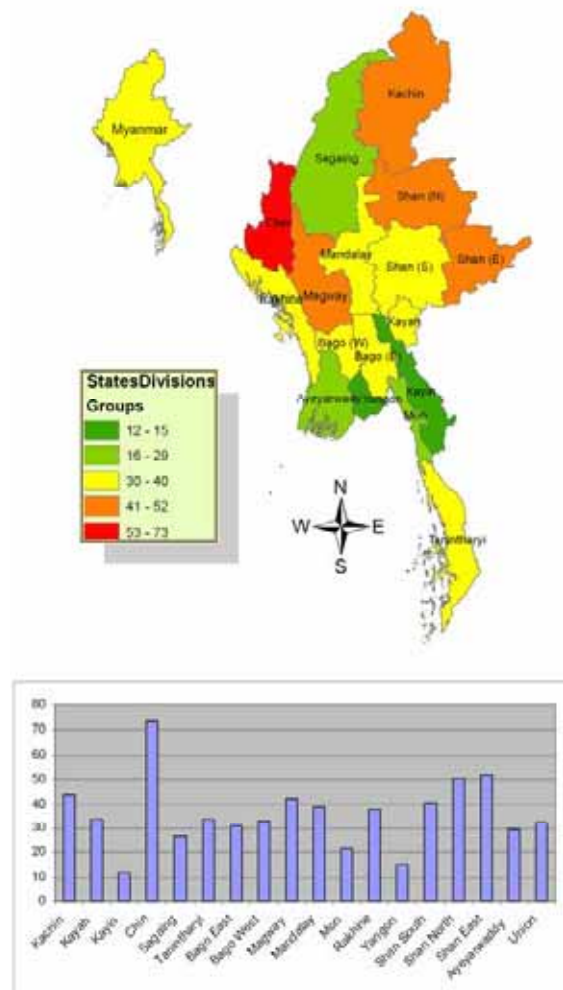 Kachin
Myanmar
Sagaing
Shan (N)
Chin
Mandalay
Shan (S)
Shan (E)
Magway
Rakhine
Kayah
Bago (W)
Bago (E)
StatesDivisions
Groups
12 - 15
16 - 29
30 - 40
41 - 52
53 - 73
Ayeyarwaddy
Yangon
Kayin
Mon
N
W
E
S
Tanintharyi
80
70
60
50
40
30
20
10
0
Kachin
Kayah
Kayin
Chin
Sagaing
Tanintharyi
Bago East
Bago West
Magway
Mandalay
Mon
Rakhine
Yangon
Shan South
Shan North
Shan East
Ayeyarwaddy
Union